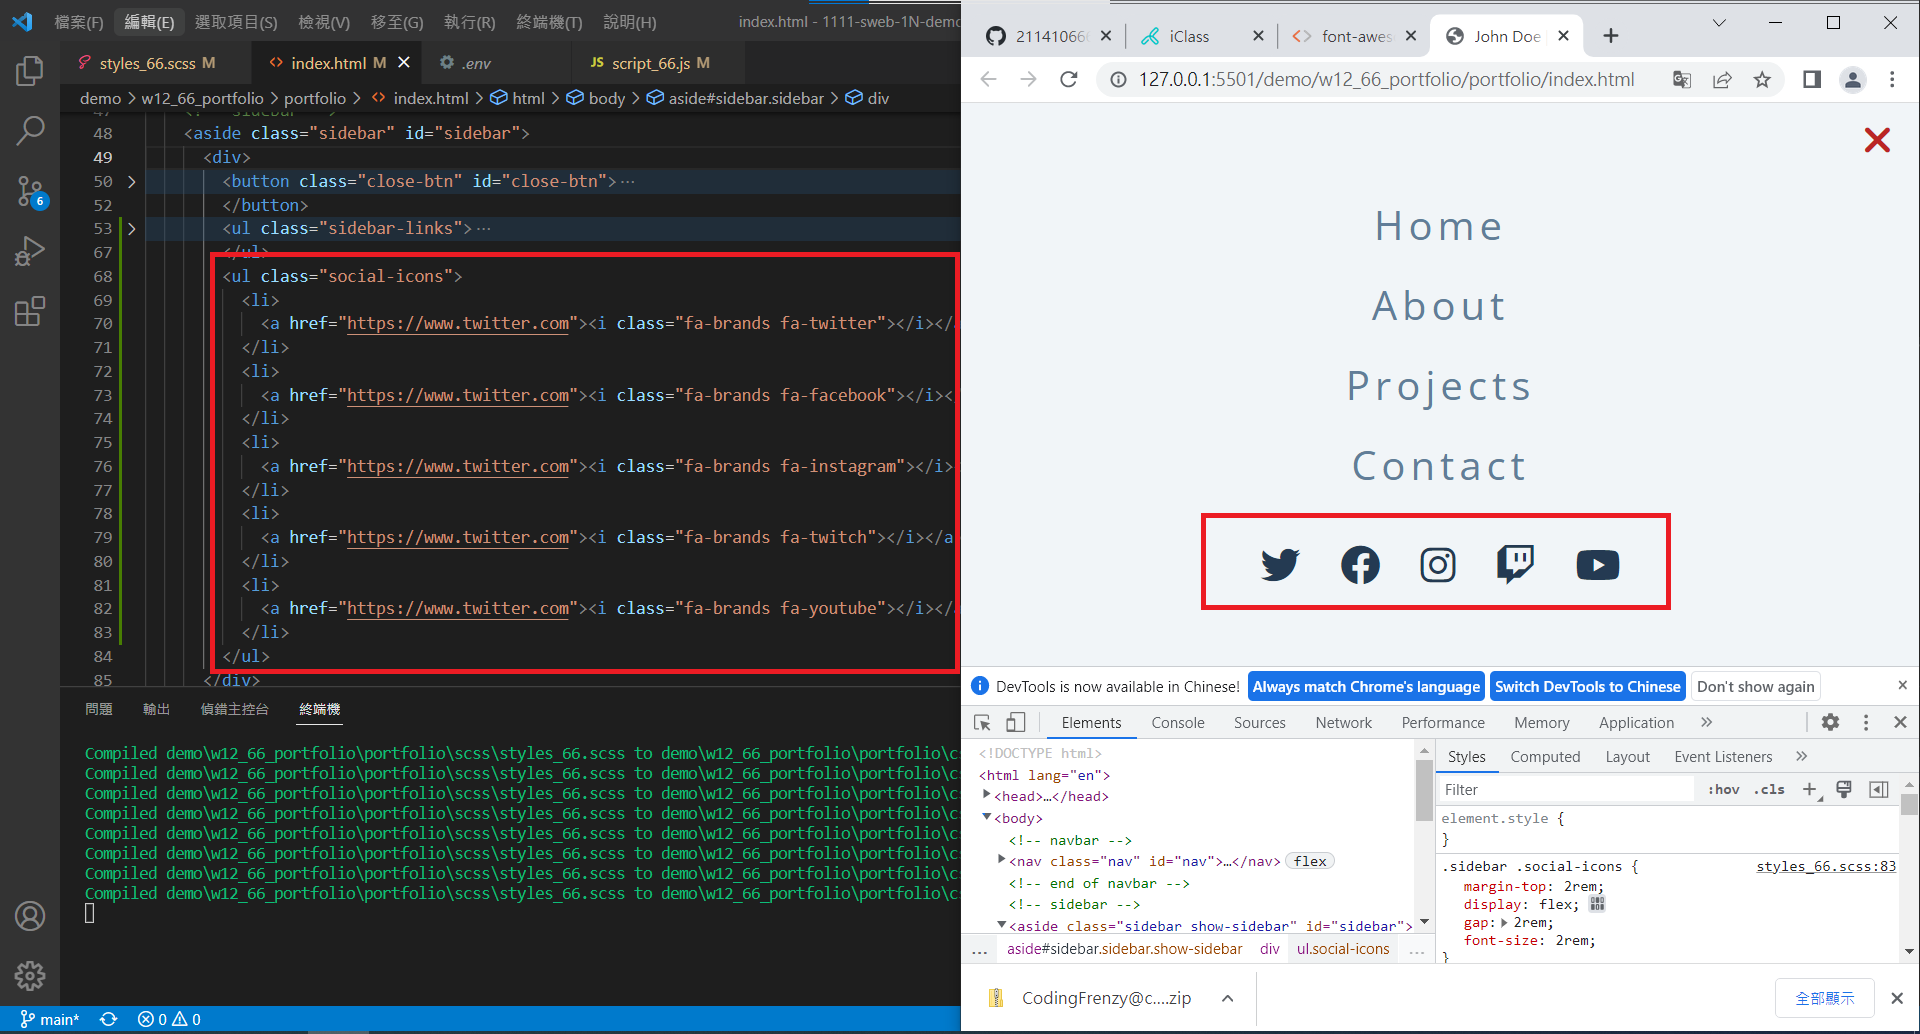 檔案(F) 編輯(E) 選取項目(S) 檢視(V) 移至(G) 執行(R) 終端機(T) 說明(H) index.html - 1111-sweb-1N-demo
styles_66.scss M index.html M .env JS script_66.js M
demo > w12_66_portfolio > portfolio > index.html > html > body > aside#sidebar.sidebar > div
48 <aside class="sidebar" id="sidebar">
49 <div>
50 <button class="close-btn" id="close-btn">…
52 </button>
53 <ul class="sidebar-links">…
67 </ul>
68 <ul class="social-icons">
69 <li>
70 <a href="https://www.twitter.com"><i class="fa-brands fa-twitter"></i></
71 </li>
72 <li>
73 <a href="https://www.twitter.com"><i class="fa-brands fa-facebook"></i><
74 </li>
75 <li>
76 <a href="https://www.twitter.com"><i class="fa-brands fa-instagram"></i>
77 </li>
78 <li>
79 <a href="https://www.twitter.com"><i class="fa-brands fa-twitch"></i></a
80 </li>
81 <li>
82 <a href="https://www.twitter.com"><i class="fa-brands fa-youtube"></i></
83 </li>
84 </ul>
85 </div>
問題 輸出 偵錯主控台 終端機
Compiled demo\w12_66_portfolio\portfolio\scss\styles_66.scss to demo\w12_66_portfolio\portfolio\c
Compiled demo\w12_66_portfolio\portfolio\scss\styles_66.scss to demo\w12_66_portfolio\portfolio\c
Compiled demo\w12_66_portfolio\portfolio\scss\styles_66.scss to demo\w12_66_portfolio\portfolio\c
Compiled demo\w12_66_portfolio\portfolio\scss\styles_66.scss to demo\w12_66_portfolio\portfolio\c
Compiled demo\w12_66_portfolio\portfolio\scss\styles_66.scss to demo\w12_66_portfolio\portfolio\c
Compiled demo\w12_66_portfolio\portfolio\scss\styles_66.scss to demo\w12_66_portfolio\portfolio\c
Compiled demo\w12_66_portfolio\portfolio\scss\styles_66.scss to demo\w12_66_portfolio\portfolio\c
Compiled demo\w12_66_portfolio\portfolio\scss\styles_66.scss to demo\w12_66_portfolio\portfolio\c
6
main* 0 0
21141066 iClass font-awes John Doe
127.0.0.1:5501/demo/w12_66_portfolio/portfolio/index.html
Home
About
Projects
Contact
DevTools is now available in Chinese! Always match Chrome's language Switch DevTools to Chinese Don't show again
Elements Console Sources Network Performance Memory Application
<!DOCTYPE html>
<html lang="en">
<head>…</head>
<body>
<!-- navbar -->
<nav class="nav" id="nav">…</nav> flex
<!-- end of navbar -->
<!-- sidebar -->
<aside class="sidebar show-sidebar" id="sidebar">
... aside#sidebar.sidebar.show-sidebar div ul.social-icons ...
Styles Computed Layout Event Listeners
Filter :hov .cls
element.style {
}
.sidebar .social-icons { styles_66.scss:83
margin-top: 2rem;
display: flex;
gap: 2rem;
font-size: 2rem;
}
CodingFrenzy@c....zip 全部顯示